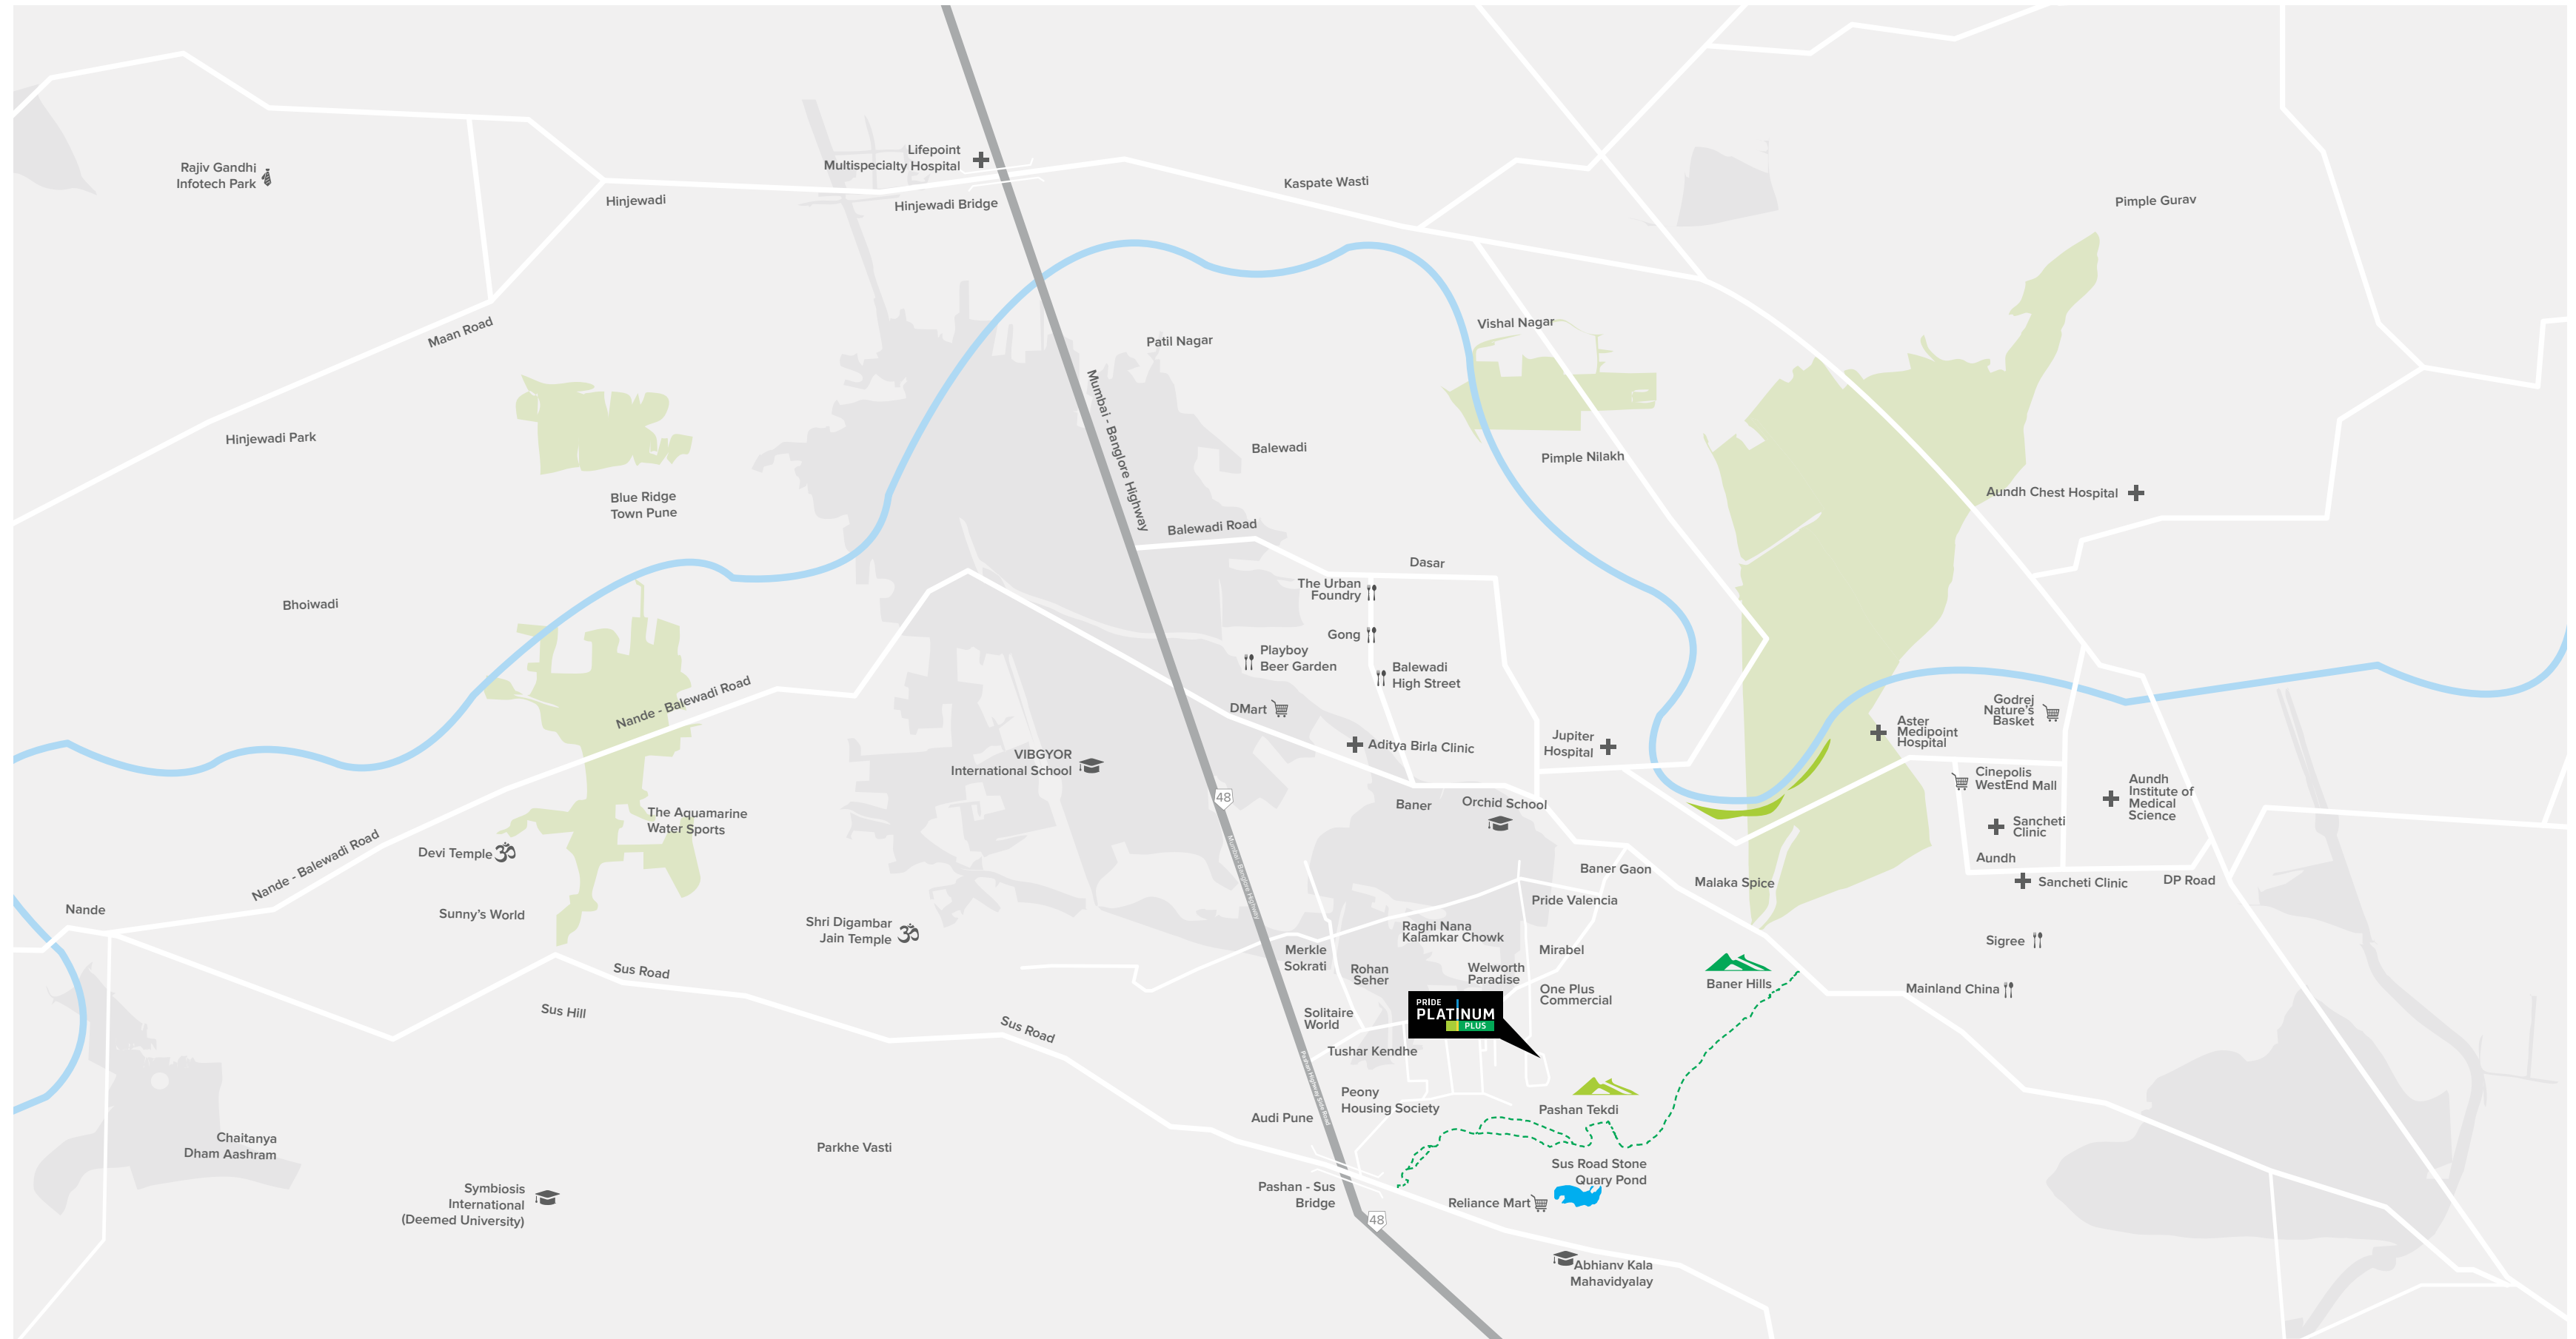 Lifepoint
Multispecialty Hospital
Rajiv Gandhi
Infotech Park
Hinjewadi
Hinjewadi Bridge
Kaspate Wasti
Pimple Gurav
Maan Road
Patil Nagar
Vishal Nagar
Mumbai - Banglore Highway
Hinjewadi Park
Balewadi
Pimple Nilakh
Blue Ridge
Town Pune
Aundh Chest Hospital
Balewadi Road
Dasar
The Urban
Foundry
Bhoiwadi
Gong
Playboy
Beer Garden
Balewadi
High Street
Nande - Balewadi Road
DMart
Godrej
Nature's
Basket
Aster
Medipoint
Hospital
Jupiter
Hospital
Aditya Birla Clinic
VIBGYOR
International School
48
Cinepolis
WestEnd Mall
Aundh
Institute of
Medical
Science
Baner
Orchid School
The Aquamarine
Water Sports
Sancheti
Clinic
Devi Temple
Nande - Balewadi Road
Mumbai - Banglore Highway
Aundh
Baner Gaon
Malaka Spice
Sancheti Clinic
DP Road
Nande
Sunny's World
Pride Valencia
Shri Digambar
Jain Temple
Raghi Nana
Kalamkar Chowk
Sigree
Merkle
Sokrati
Mirabel
Rohan
Seher
Welworth
Paradise
Sus Road
Baner Hills
Mainland China
One Plus
Commercial
PRIDE
PLATINUM
PLUS
Sus Hill
Solitaire
World
Sus Road
Tushar Kendhe
Peony
Housing Society
Pashan Tekdi
Audi Pune
Chaitanya
Dham Aashram
Parkhe Vasti
Sus Road Stone
Quary Pond
Symbiosis
International
(Deemed University)
Pashan - Sus
Bridge
Reliance Mart
48
Abhianv Kala
Mahavidyalay